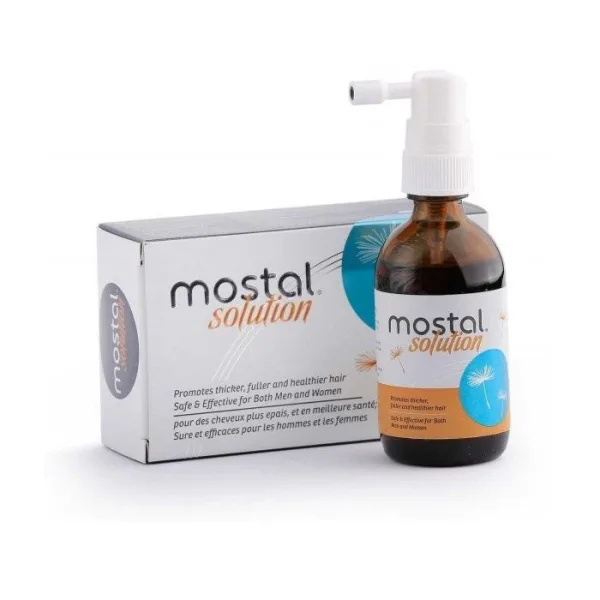 mostal®
solution
Promotes thicker, fuller and healthier hair
Safe & Effective for Both Men and Women
pour des cheveux plus epais, et en meilleure santé;
Sure et efficaces pour les hommes et les femmes
mostal
solution
mostal®
solution
Promotes thicker,
fuller and healthier hair
Safe & Effective for Both
Men and Women